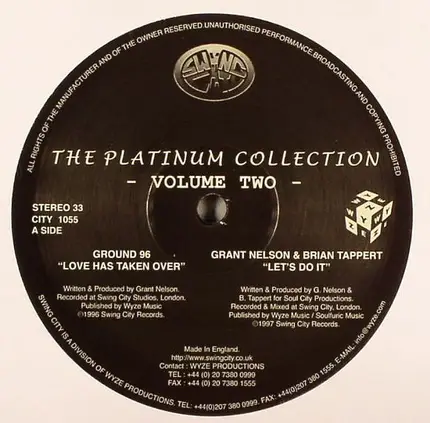 ALL RIGHTS OF THE MANUFACTURER AND OF THE OWNER RESERVED.UNAUTHORISED PERFORMANCE,BROADCASTING AND COPYING PROHIBITED
SWING CITY
THE PLATINUM COLLECTION
- VOLUME TWO -
STEREO 33
CITY 1055
A SIDE
WYZE
GROUND 96
"LOVE HAS TAKEN OVER"
Written & Produced by Grant Nelson.
Recorded at Swing City Studios, London.
Published by Wyze Music
℗1996 Swing City Records.
GRANT NELSON & BRIAN TAPPERT
"LET'S DO IT"
Written & Produced by G. Nelson &
B. Tappert for Soul City Productions.
Recorded & Mixed at Swing City, London.
Published by Wyze Music / Soulfuric Music
℗1997 Swing City Records.
Made In England.
http://www.swingcity.co.uk
Contact : WYZE PRODUCTIONS
TEL : +44 (0) 20 7380 0999
FAX : +44 (0) 20 7380 1555
SWING CITY IS A DIVISION OF WYZE PRODUCTIONS. TEL: +44(0)207 380 0999. FAX: +44(0)207 380 1555. E-MAIL: info@wyze.com